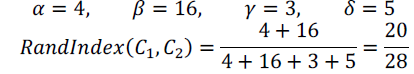 α = 4, β = 16, γ = 3, δ = 5
RandIndex(C₁, C₂) = (4 + 16)/(4 + 16 + 3 + 5) = 20/28